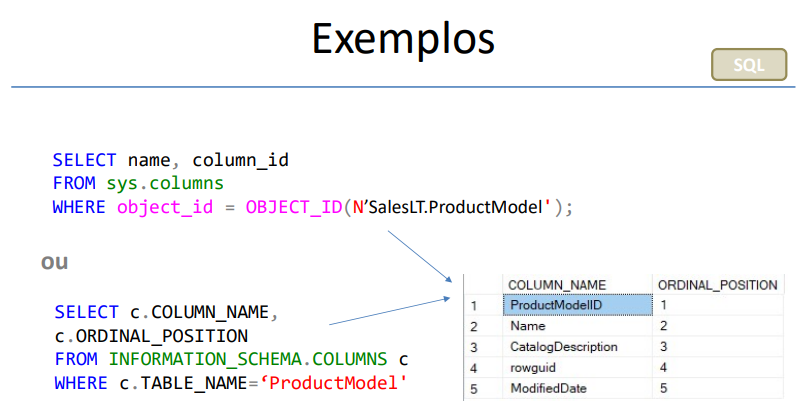 Exemplos
SQL
SELECT name, column_id
FROM sys.columns
WHERE object_id = OBJECT_ID(N’SalesLT.ProductModel');
ou
SELECT c.COLUMN_NAME,
c.ORDINAL_POSITION
FROM INFORMATION_SCHEMA.COLUMNS c
WHERE c.TABLE_NAME=‘ProductModel'
COLUMN_NAME ORDINAL_POSITION
1 ProductModelID 1
2 Name 2
3 CatalogDescription 3
4 rowguid 4
5 ModifiedDate 5